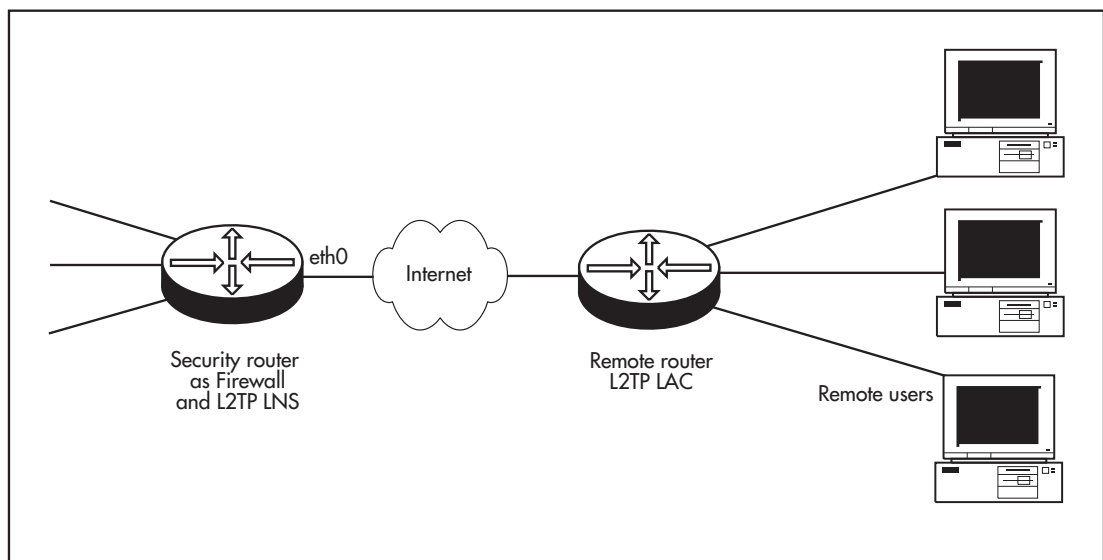 eth0
Internet
Security router
as Firewall
and L2TP LNS
Remote router
L2TP LAC
Remote users